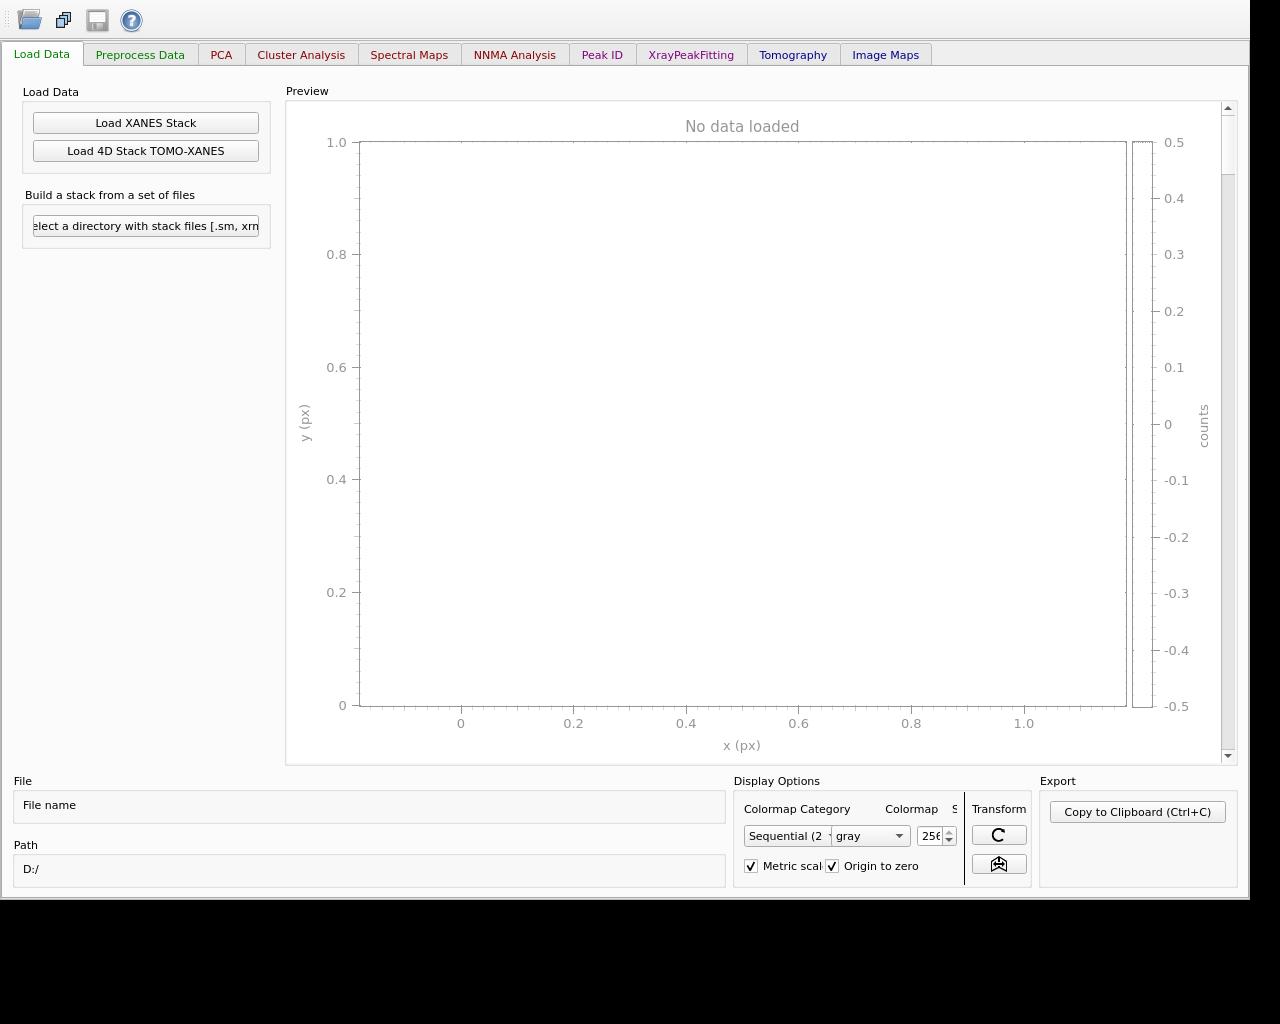 Load Data
Preprocess Data
PCA
Cluster Analysis
Spectral Maps
NNMA Analysis
Peak ID
XrayPeakFitting
Tomography
Image Maps
Load Data
Load XANES Stack
Load 4D Stack TOMO-XANES
Build a stack from a set of files
elect a directory with stack files [.sm, xrm
Preview
No data loaded
1.0
0.8
0.6
0.4
0.2
0
y (px)
0
0.2
0.4
0.6
0.8
1.0
x (px)
0.5
0.4
0.3
0.2
0.1
0
-0.1
-0.2
-0.3
-0.4
-0.5
counts
File
File name
Path
D:/
Display Options
Colormap Category
Colormap
S
Sequential (2
gray
256
Metric scal
Origin to zero
Transform
Export
Copy to Clipboard (Ctrl+C)